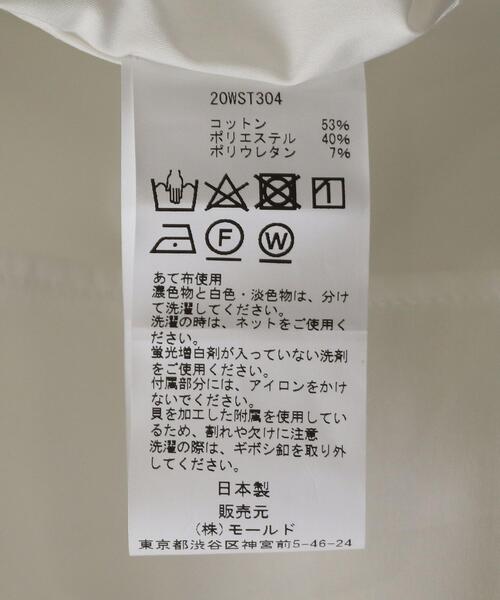 20WST304
コットン 53%
ポリエステル 40%
ポリウレタン 7%
F W
あて布使用
濃色物と白色・淡色物は、分け
て洗濯してください。
洗濯の時は、ネットをご使用く
ださい。
蛍光増白剤が入っていない洗剤
をご使用ください。
付属部分には、アイロンをかけ
ないでください。
貝を加工した附属を使用してい
るため、割れや欠けに注意
洗濯の際は、ギボシ釦を取り外
してください。
日本製
販売元
(株)モールド
東京都渋谷区神宮前5-46-24